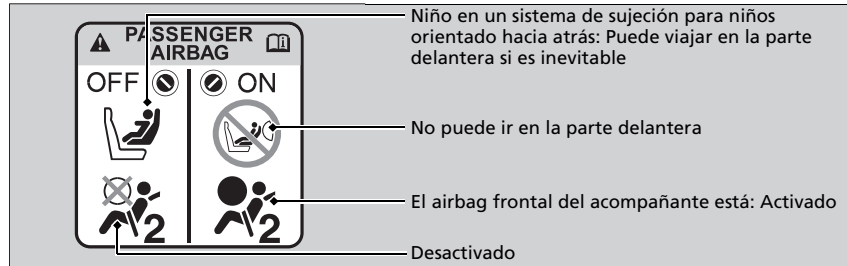 PASSENGER
AIRBAG
OFF
ON
2
2
Niño en un sistema de sujeción para niños
orientado hacia atrás: Puede viajar en la parte
delantera si es inevitable
No puede ir en la parte delantera
El airbag frontal del acompañante está: Activado
Desactivado